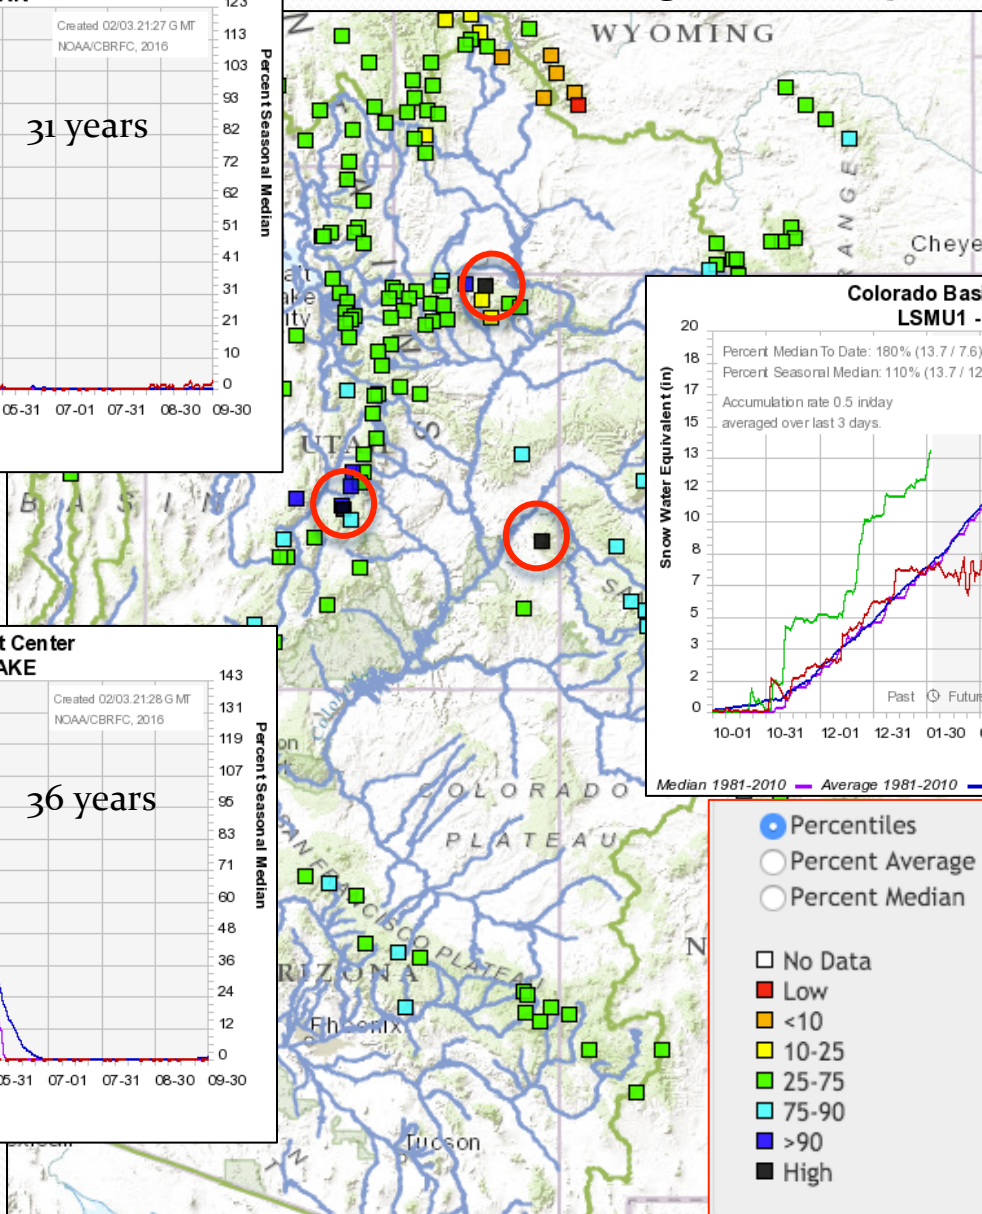 123
Created 02/03.21:27 GMT
NOAA/CBRFC, 2016
113
103
93
82
72
62
51
41
31
21
10
0
Percent Seasonal Median
31 years
05-31 07-01 07-31 08-30 09-30
WYOMING
RANGE
Cheye
UTAH
BASIN
Colorado Basi
LSMU1 -
Percent Median To Date: 180% (13.7 / 7.6)
Percent Seasonal Median: 110% (13.7 / 12
Accumulation rate 0.5 in/day
averaged over last 3 days.
Snow Water Equivalent (in)
20
18
17
15
13
12
10
8
7
5
3
2
0
Past Future
10-01 10-31 12-01 12-31 01-30
Median 1981-2010 Average 1981-2010
t Center
AKE
Created 02/03.21:28 GMT
NOAA/CBRFC, 2016
143
131
119
107
95
83
71
60
48
36
24
12
0
Percent Seasonal Median
36 years
05-31 07-01 07-31 08-30 09-30
COLORADO
PLATEAU
SAN FRANCISCO PLATEAU
RIZONA
Phoenix
Tucson
Percentiles
Percent Average
Percent Median
No Data
Low
<10
10-25
25-75
75-90
>90
High